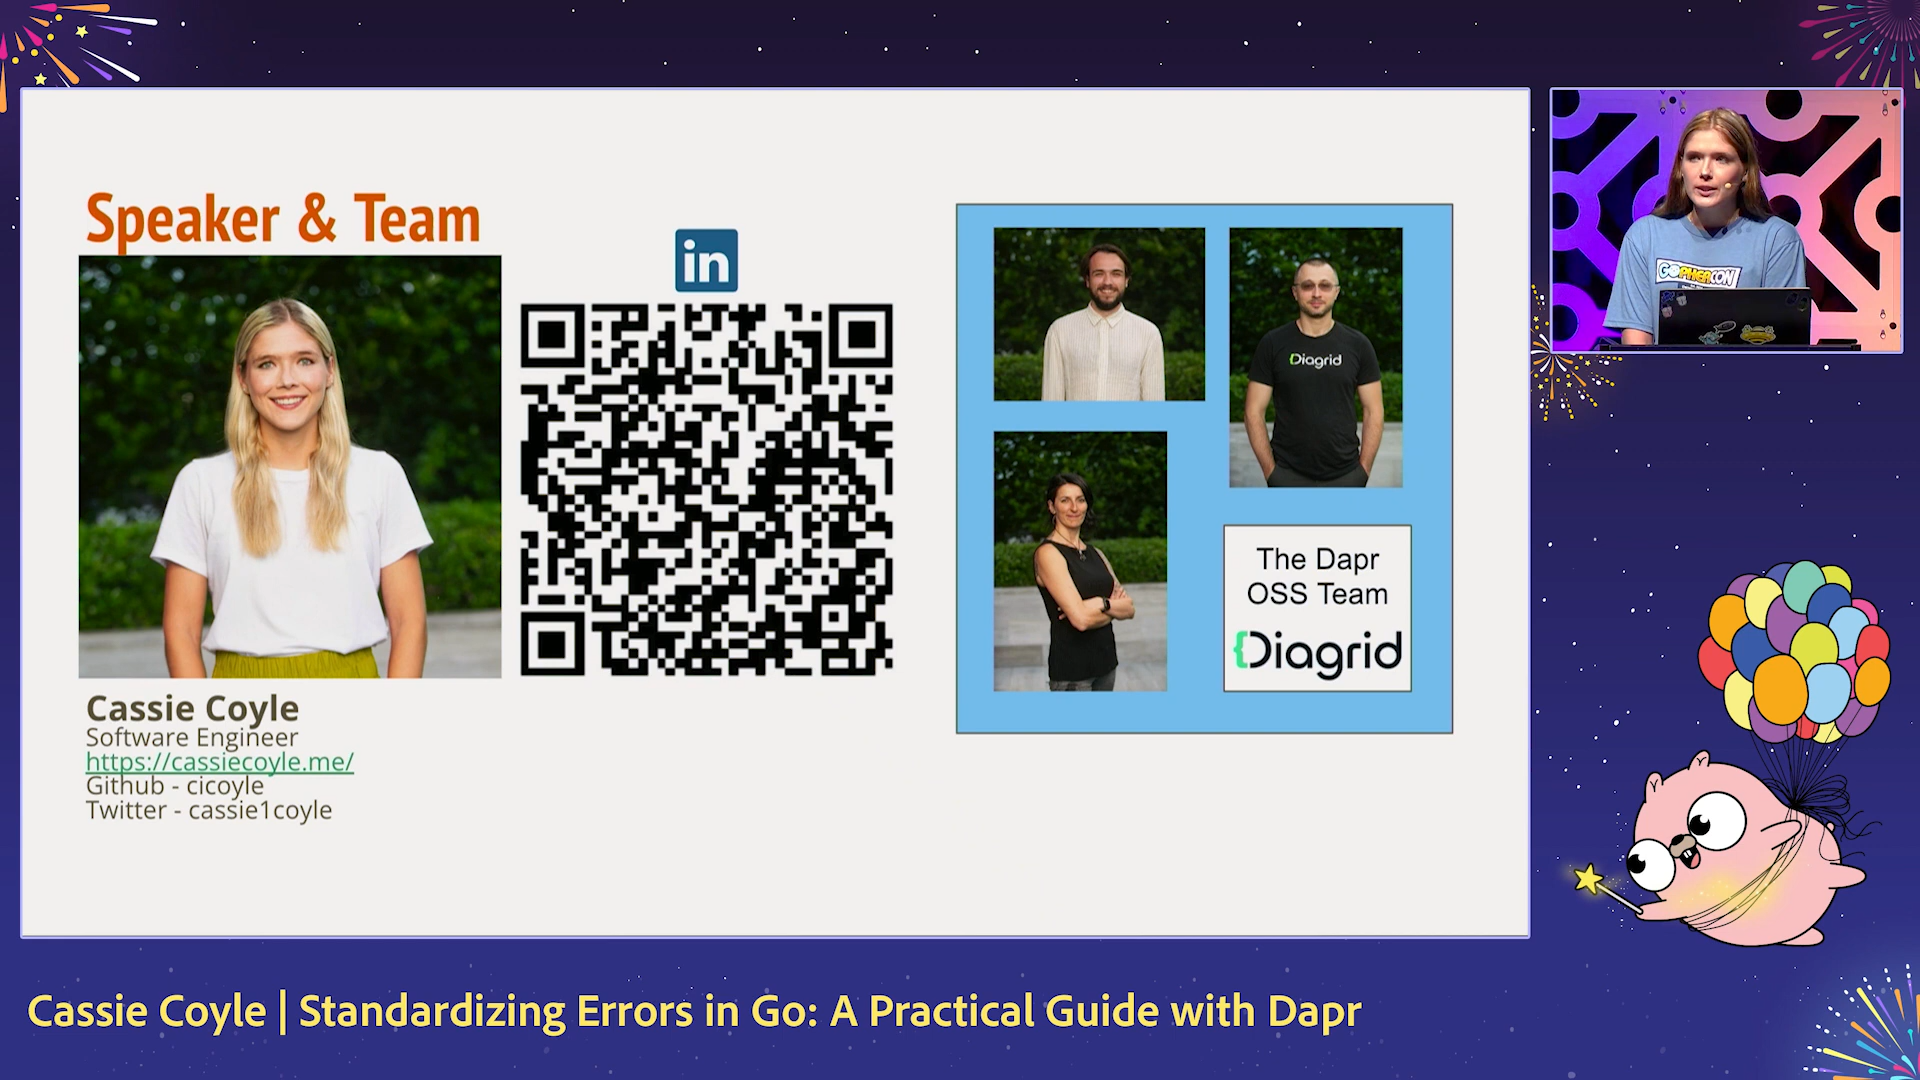 Speaker & Team
in
Cassie Coyle
Software Engineer
https://cassiecoyle.me/
Github - cicoyle
Twitter - cassie1coyle
Diagrid
The Dapr
OSS Team
Diagrid
GOPHERCON
Cassie Coyle | Standardizing Errors in Go: A Practical Guide with Dapr